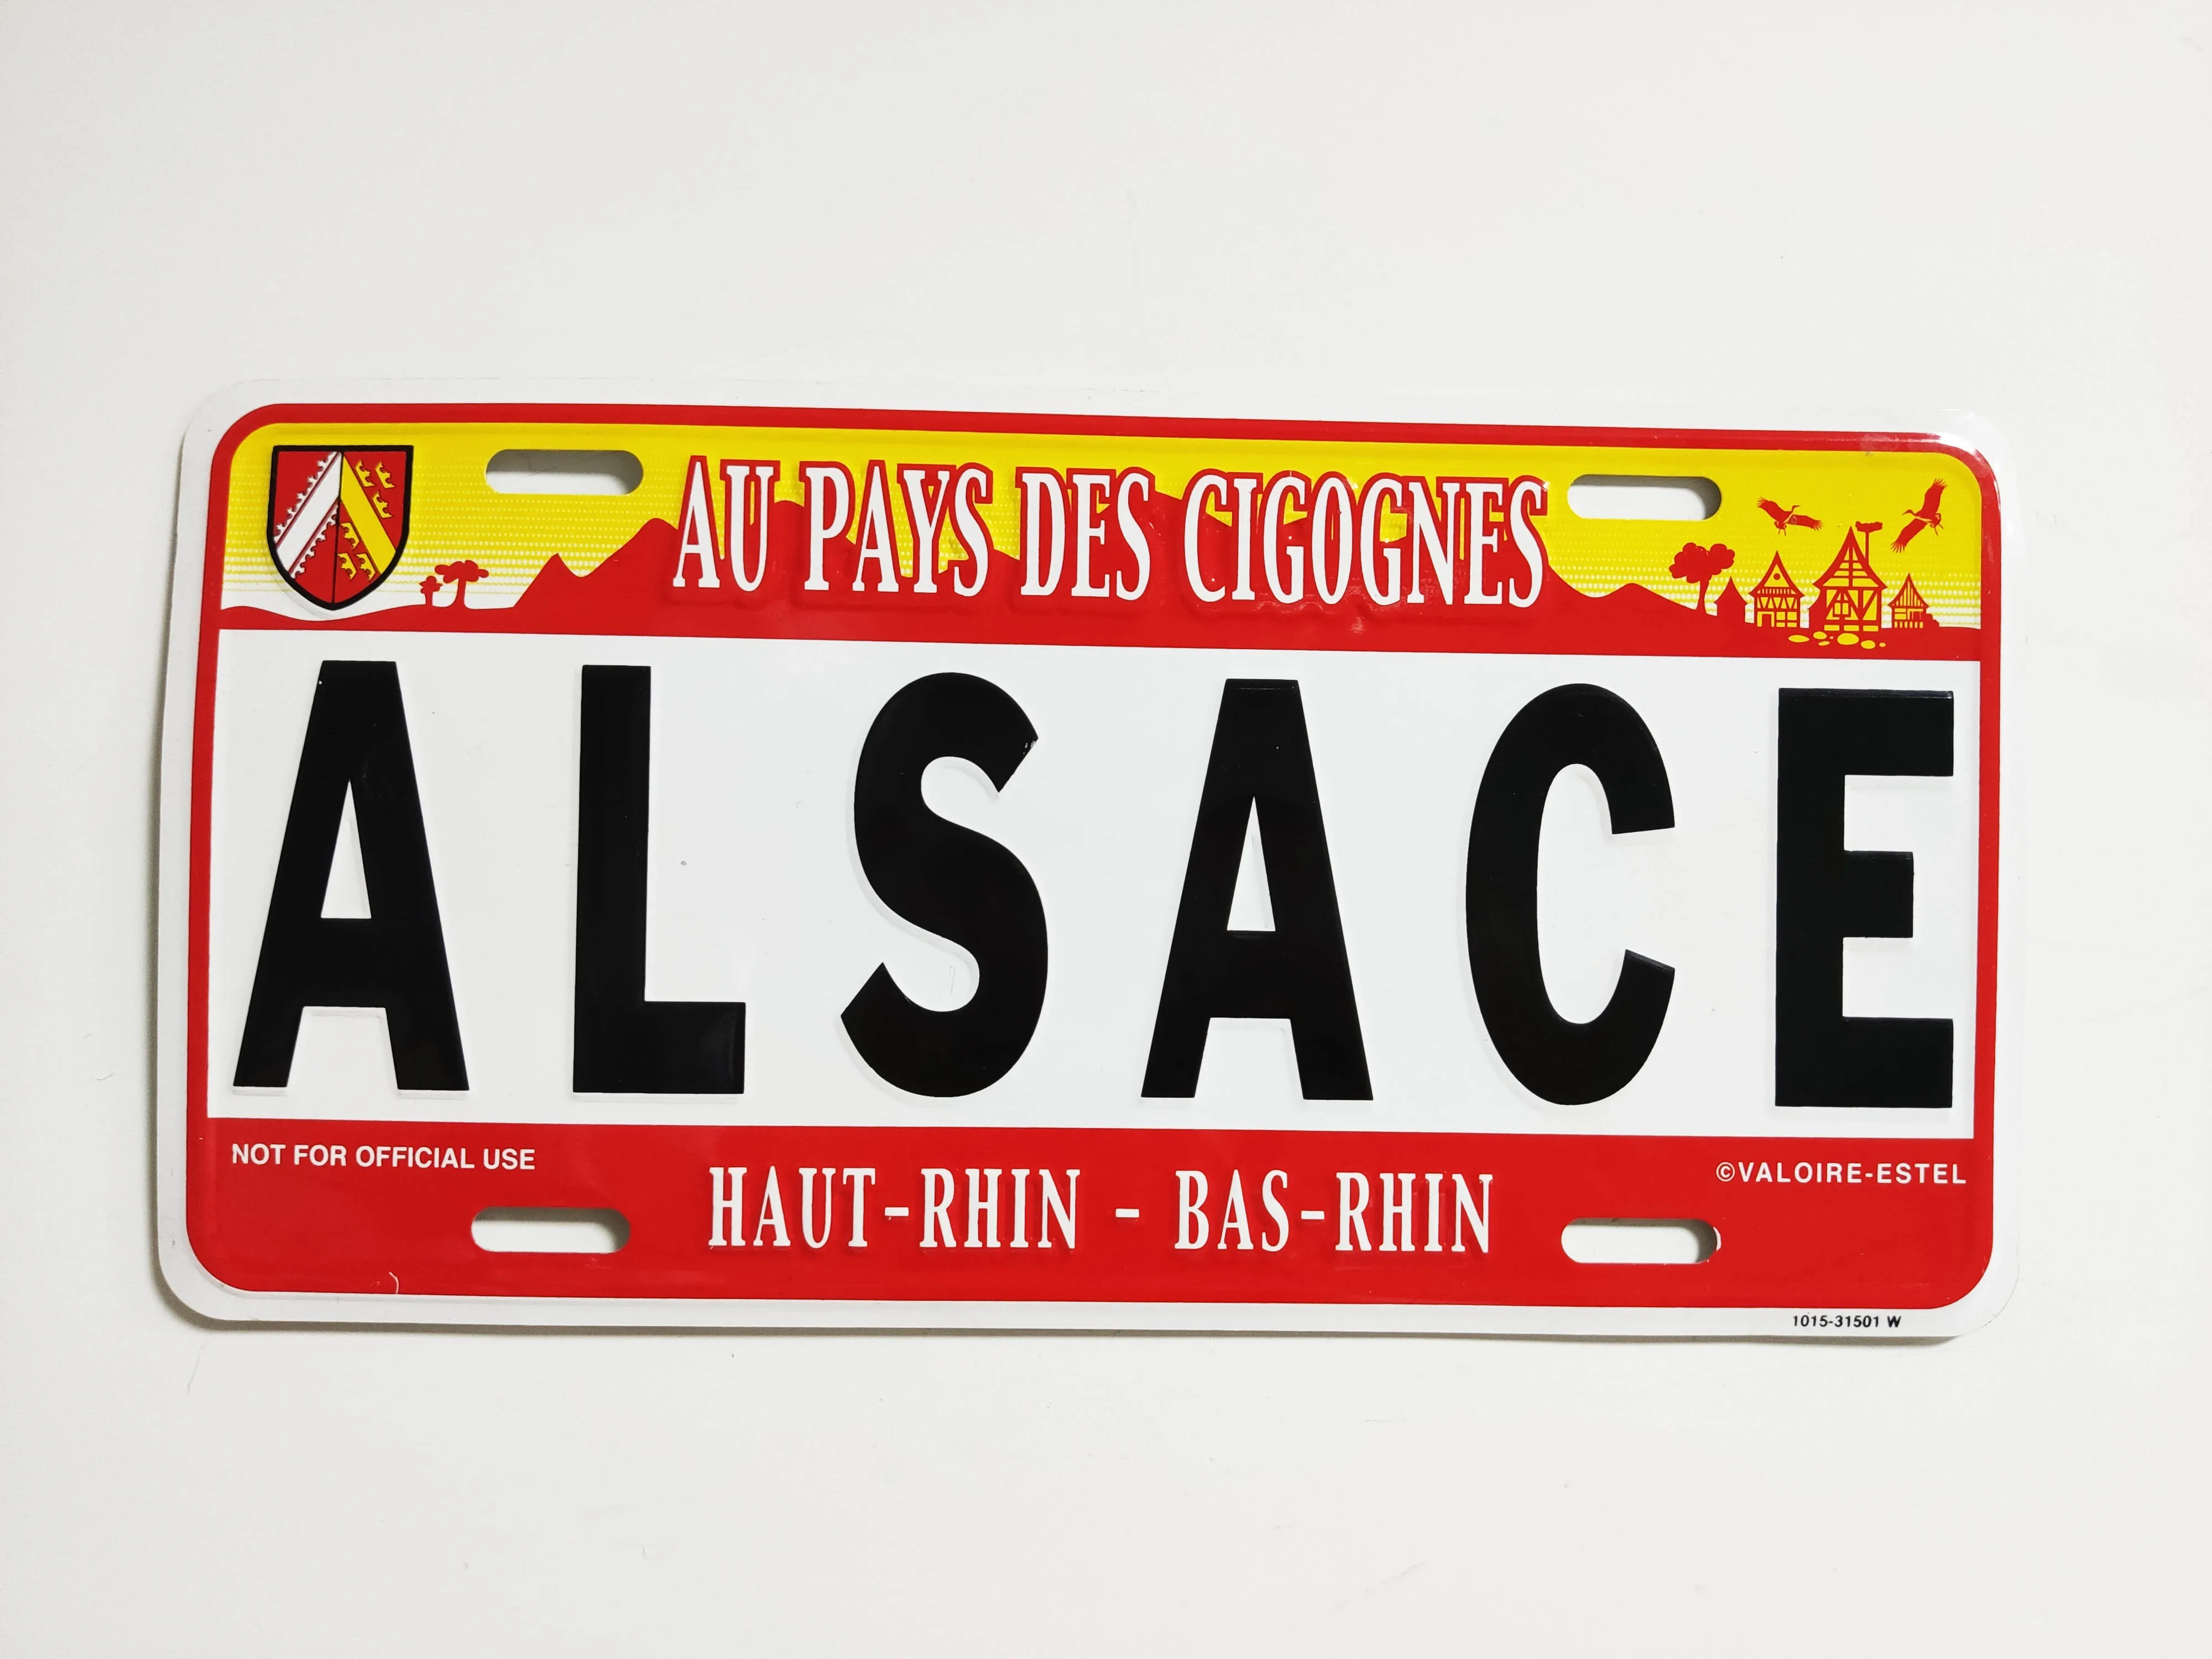 AU PAYS DES CIGOGNES
ALSACE
NOT FOR OFFICIAL USE
HAUT-RHIN - BAS-RHIN
©VALOIRE-ESTEL
1015-31501 W